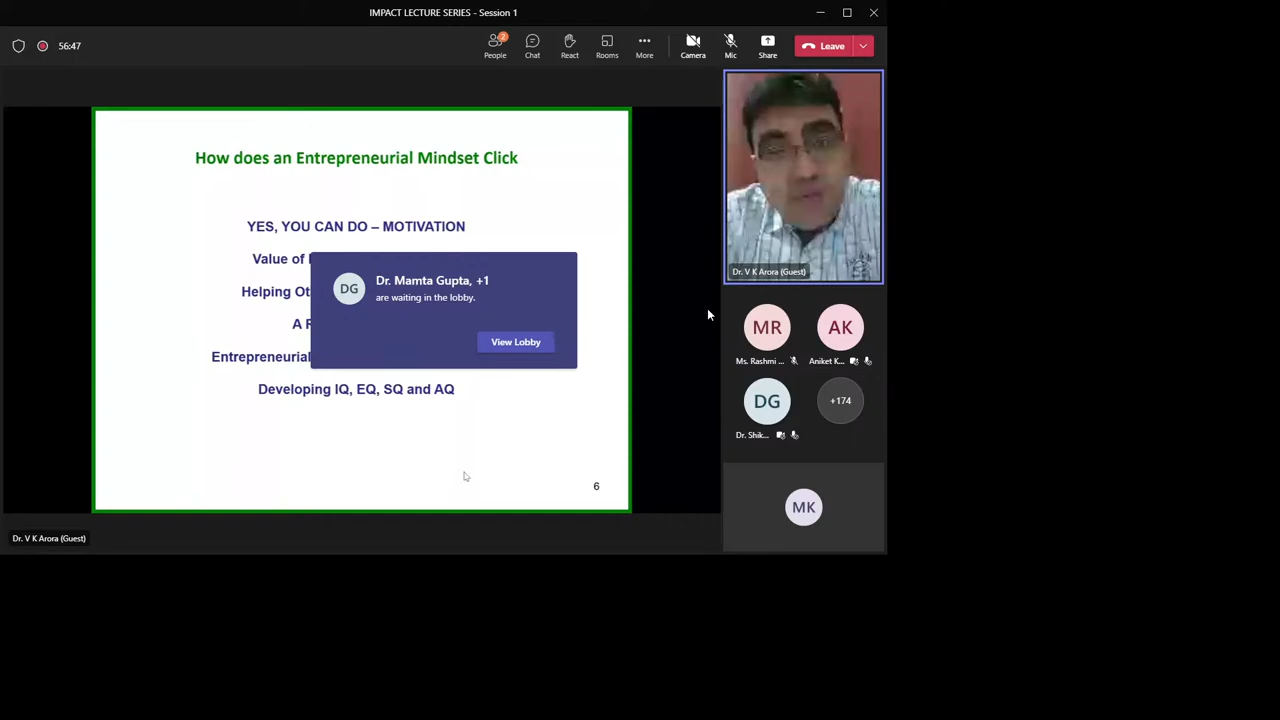 IMPACT LECTURE SERIES - Session 1
56:47
2
People
Chat
React
Rooms
More
Camera
Mic
Share
Leave
How does an Entrepreneurial Mindset Click
YES, YOU CAN DO – MOTIVATION
Value of
Helping Ot
A
Entrepreneurial
Developing IQ, EQ, SQ and AQ
6
DG
Dr. Mamta Gupta, +1
are waiting in the lobby.
View Lobby
Dr. V K Arora (Guest)
Dr. V K Arora (Guest)
MR
AK
Ms. Rashmi ...
Aniket K...
DG
+174
Dr. Shik...
MK